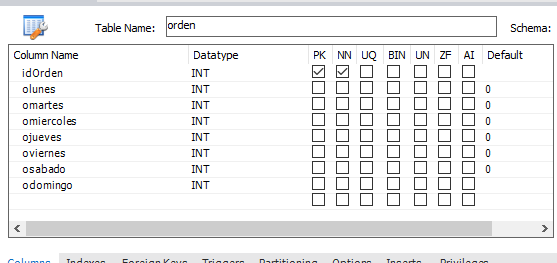 Table Name: orden Schema:
Column Name Datatype PK NN UQ BIN UN ZF AI Default
idOrden INT
olunes INT 0
omartes INT 0
omiercoles INT 0
ojueves INT 0
oviernes INT 0
osabado INT 0
odomingo INT
Columns Indexes Foreign Keys Triggers Partitioning Options Inserts Privileges